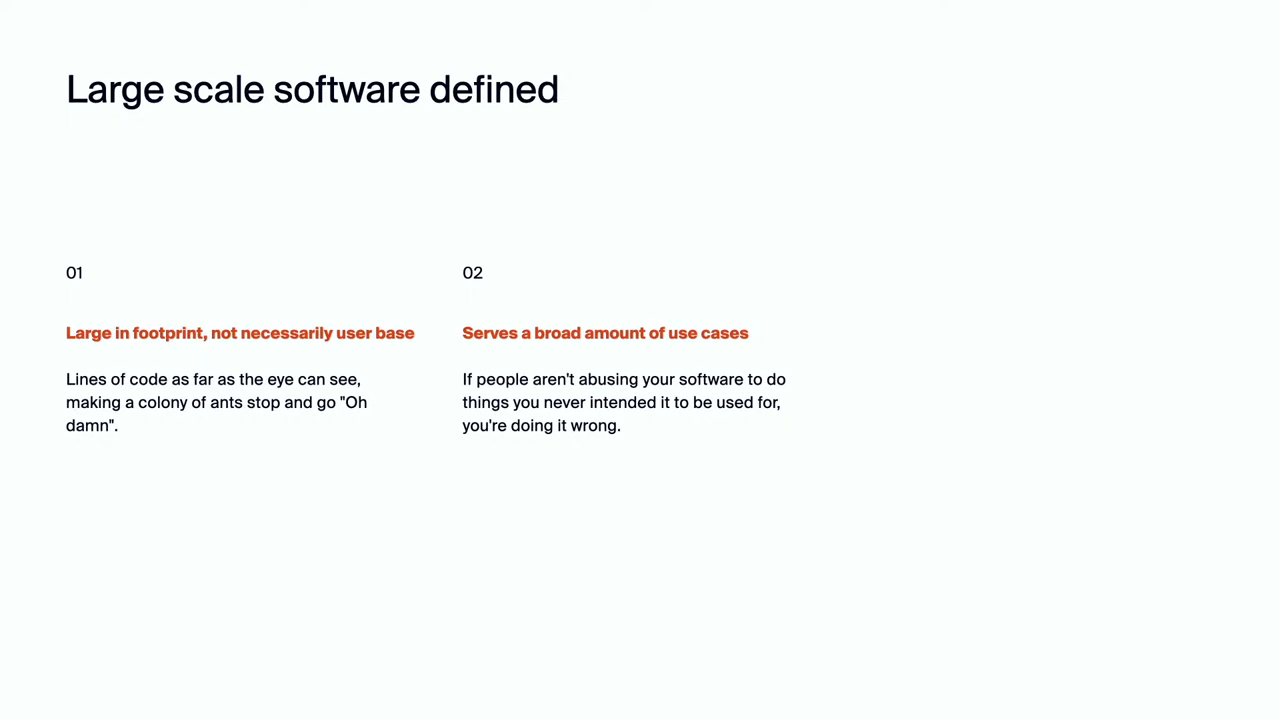 Large scale software defined
01
Large in footprint, not necessarily user base
Lines of code as far as the eye can see,
making a colony of ants stop and go "Oh
damn".
02
Serves a broad amount of use cases
If people aren't abusing your software to do
things you never intended it to be used for,
you're doing it wrong.